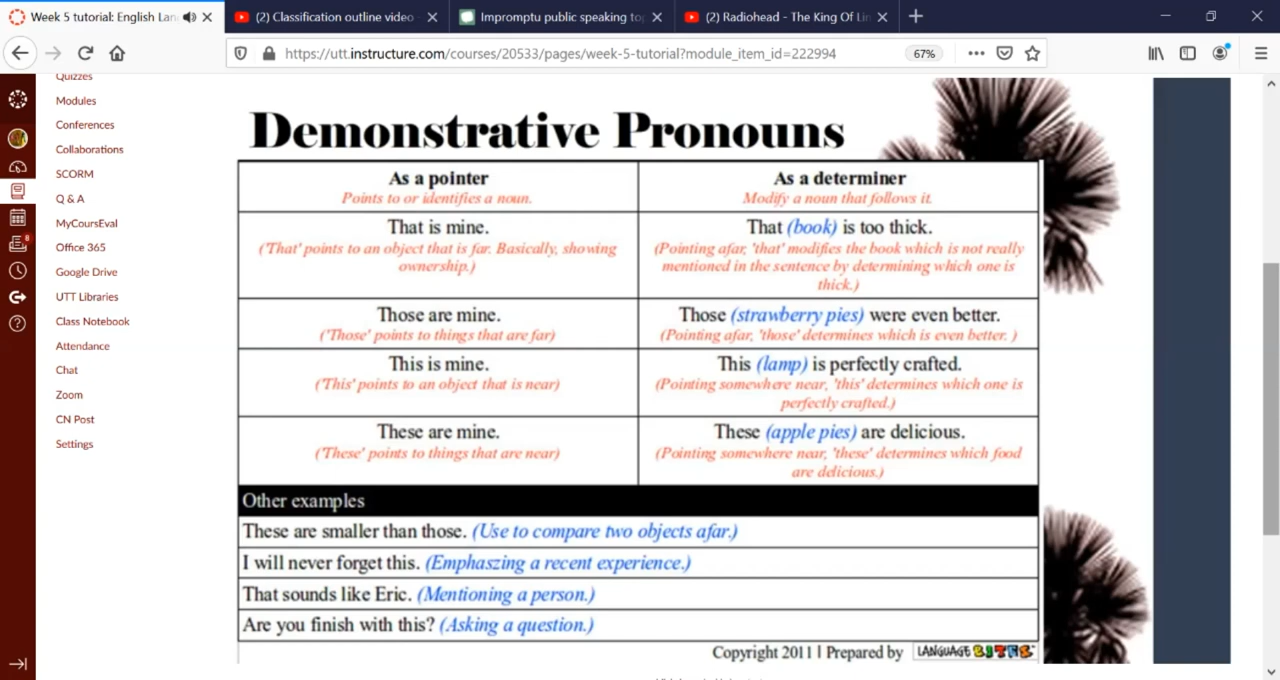 Week 5 tutorial: English Lan
(2) Classification outline video
Impromptu public speaking to
(2) Radiohead - The King Of Li
https://utt.instructure.com/courses/20533/pages/week-5-tutorial?module_item_id=222994
67%
Quizzes
Modules
Conferences
Collaborations
SCORM
Q & A
MyCoursEval
Office 365
Google Drive
UTT Libraries
Class Notebook
Attendance
Chat
Zoom
CN Post
Settings
8
Demonstrative Pronouns
As a pointer
Points to or identifies a noun.
As a determiner
Modify a noun that follows it.
That is mine.
('That' points to an object that is far. Basically, showing
ownership.)
That (book) is too thick.
(Pointing afar, 'that' modifies the book which is not really
mentioned in the sentence by determining which one is
thick.)
Those are mine.
('Those' points to things that are far)
Those (strawberry pies) were even better.
(Pointing afar, 'those' determines which is even better. )
This is mine.
('This' points to an object that is near)
This (lamp) is perfectly crafted.
(Pointing somewhere near, 'this' determines which one is
perfectly crafted.)
These are mine.
('These' points to things that are near)
These (apple pies) are delicious.
(Pointing somewhere near, 'these' determines which food
are delicious.)
Other examples
These are smaller than those. (Use to compare two objects afar.)
I will never forget this. (Emphaszing a recent experience.)
That sounds like Eric. (Mentioning a person.)
Are you finish with this? (Asking a question.)
Copyright 2011 | Prepared by LANGUAGE BITES